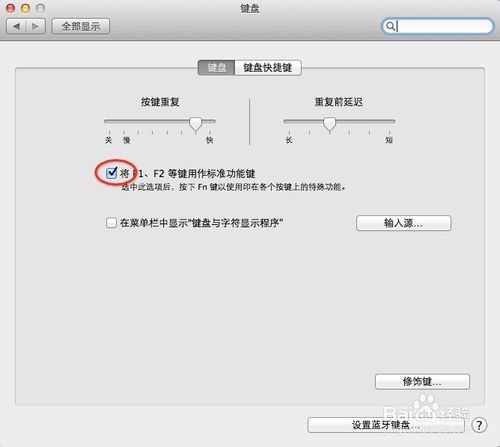 键盘
全部显示
键盘 键盘快捷键
按键重复 重复前延迟
关 慢 快 长 短
将 F1、F2 等键用作标准功能键
选中此选项后，按下 Fn 键以使用印在各个按键上的特殊功能。
在菜单栏中显示“键盘与字符显示程序” 输入源...
修饰键...
设置蓝牙键盘... ?
Baidu 经验